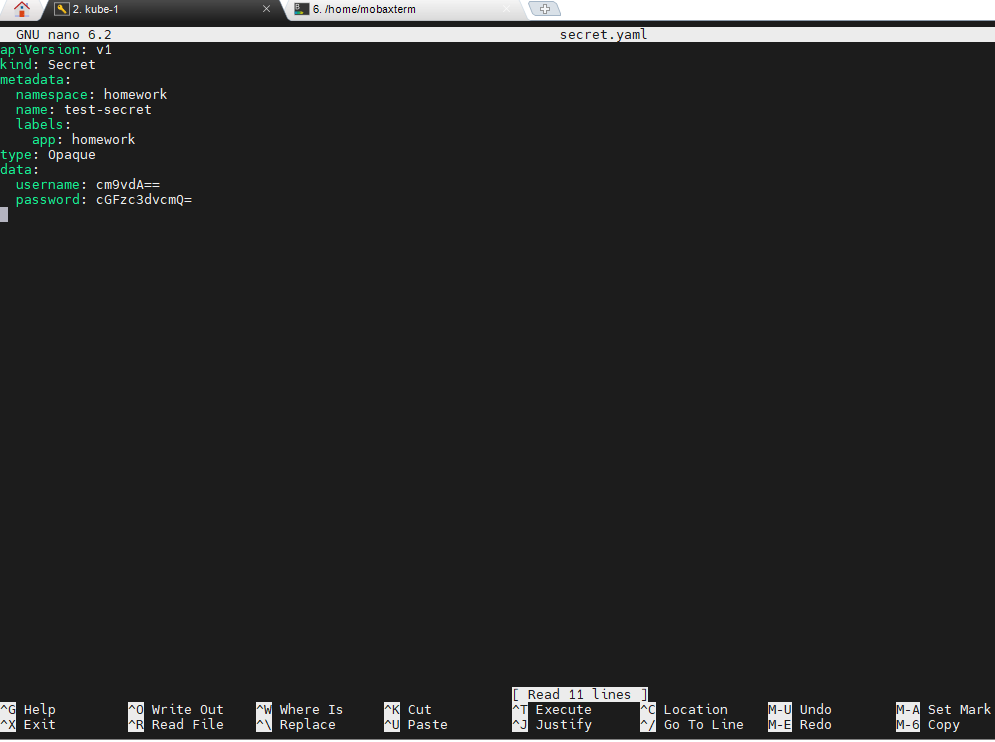 2. kube-1
6. /home/mobaxterm
GNU nano 6.2 secret.yaml
apiVersion: v1
kind: Secret
metadata:
  namespace: homework
  name: test-secret
  labels:
    app: homework
type: Opaque
data:
  username: cm9vdA==
  password: cGFzc3dvcmQ=
[ Read 11 lines ]
^G Help ^O Write Out ^W Where Is ^K Cut ^T Execute ^C Location M-U Undo M-A Set Mark
^X Exit ^R Read File ^\ Replace ^U Paste ^J Justify ^/ Go To Line M-E Redo M-6 Copy